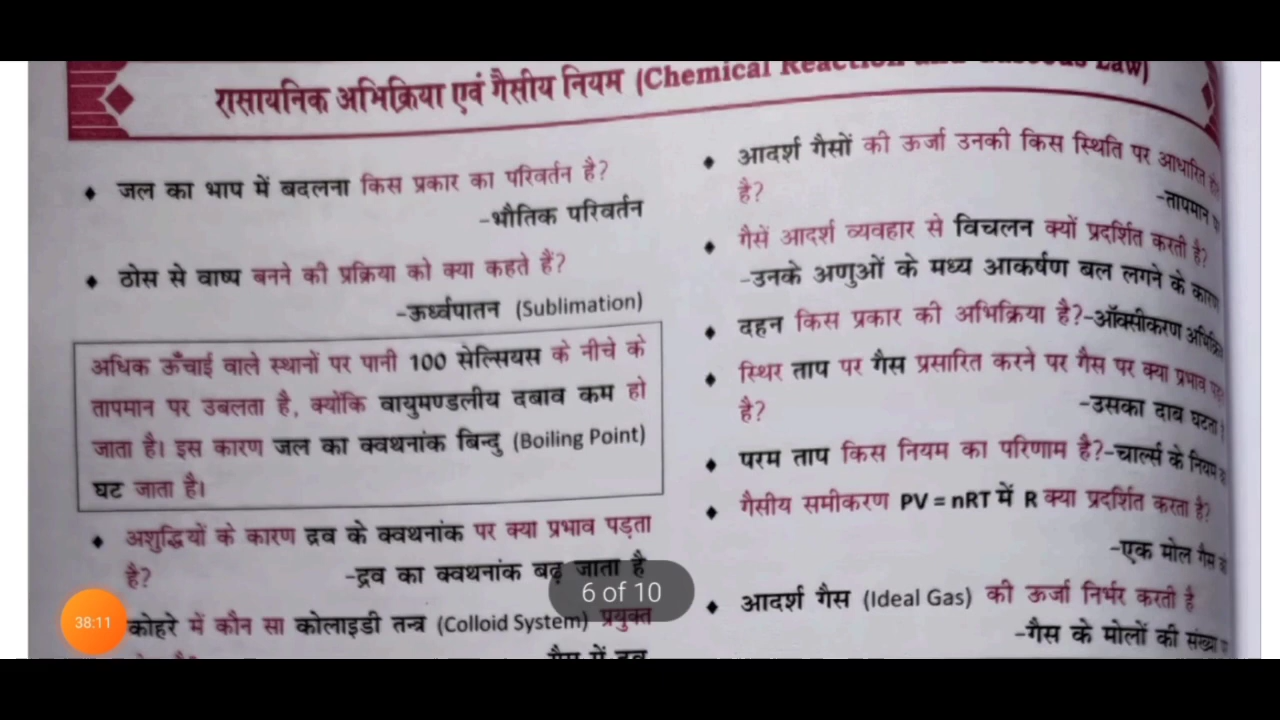 रासायनिक अभिक्रिया एवं गैसीय नियम (Chemical Reaction and Gaseous Law)
♦ जल का भाप में बदलना किस प्रकार का परिवर्तन है?
-भौतिक परिवर्तन
♦ ठोस से वाष्प बनने की प्रक्रिया को क्या कहते हैं?
-ऊर्ध्वपातन (Sublimation)
अधिक ऊँचाई वाले स्थानों पर पानी 100 सेल्सियस के नीचे के
तापमान पर उबलता है, क्योंकि वायुमण्डलीय दबाव कम हो
जाता है। इस कारण जल का क्वथनांक बिन्दु (Boiling Point)
घट जाता है।
♦ अशुद्धियों के कारण द्रव के क्वथनांक पर क्या प्रभाव पड़ता
है?
-द्रव का क्वथनांक बढ़ जाता है
कोहरे में कौन सा कोलाइडी तन्त्र (Colloid System) प्रयुक्त
♦ आदर्श गैसों की ऊर्जा उनकी किस स्थिति पर आधारित
है?
-तापमान
♦ गैसें आदर्श व्यवहार से विचलन क्यों प्रदर्शित करती है?
-उनके अणुओं के मध्य आकर्षण बल लगने के कारण
♦ दहन किस प्रकार की अभिक्रिया है?-ऑक्सीकरण
♦ स्थिर ताप पर गैस प्रसारित करने पर गैस पर क्या प्रभाव
है?
-उसका दाब घटता
♦ परम ताप किस नियम का परिणाम है?-चार्ल्स के नियम
♦ गैसीय समीकरण PV = nRT में R क्या प्रदर्शित करता है?
-एक मोल गैस
♦ आदर्श गैस (Ideal Gas) की ऊर्जा निर्भर करती है
-गैस के मोलों की संख्या
6 of 10
38:11